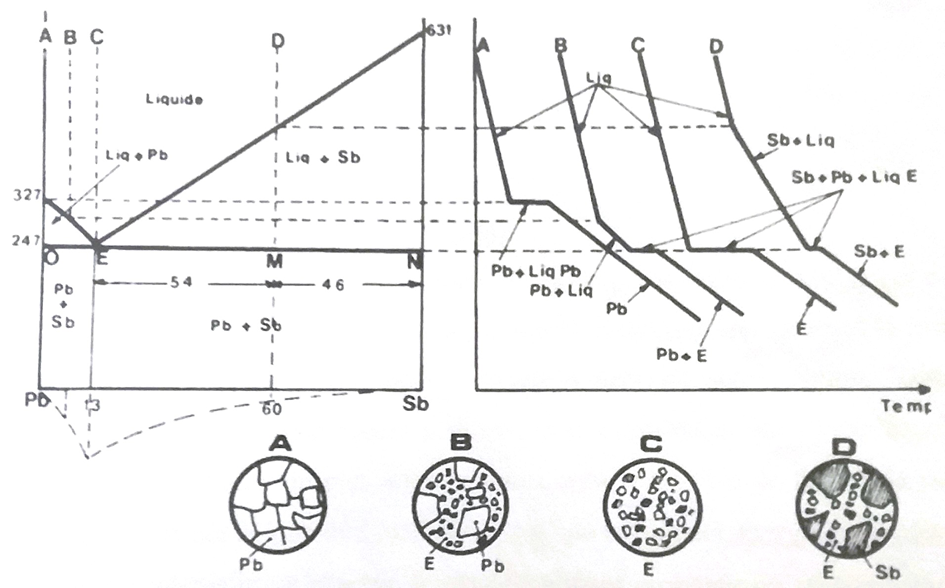 A B C D
631
Liquide
Liq + Pb
Liq + Sb
327
247
O E M N
54 46
Pb
+
Sb
Pb + Sb
Pb 13 60 Sb
A B C D
Liq
Sb + Liq
Sb + Pb + Liq E
Pb + Liq Pb
Pb + Liq
Pb
Pb + E
E
Sb + E
Temp
A B C D
Pb
E Pb
E
E Sb